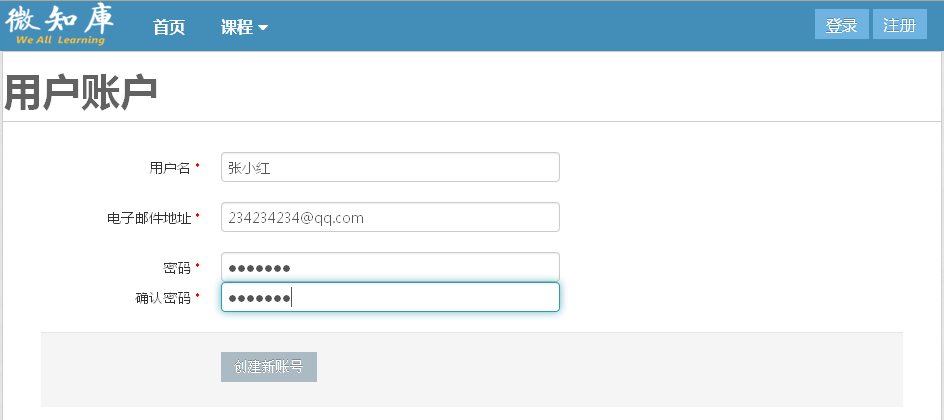 微知庫
We All Learning
首页 课程
登录 注册
用户账户
用户名 * 张小红
电子邮件地址 * 234234234@qq.com
密码 * ●●●●●●●
确认密码 * ●●●●●●●
创建新账号